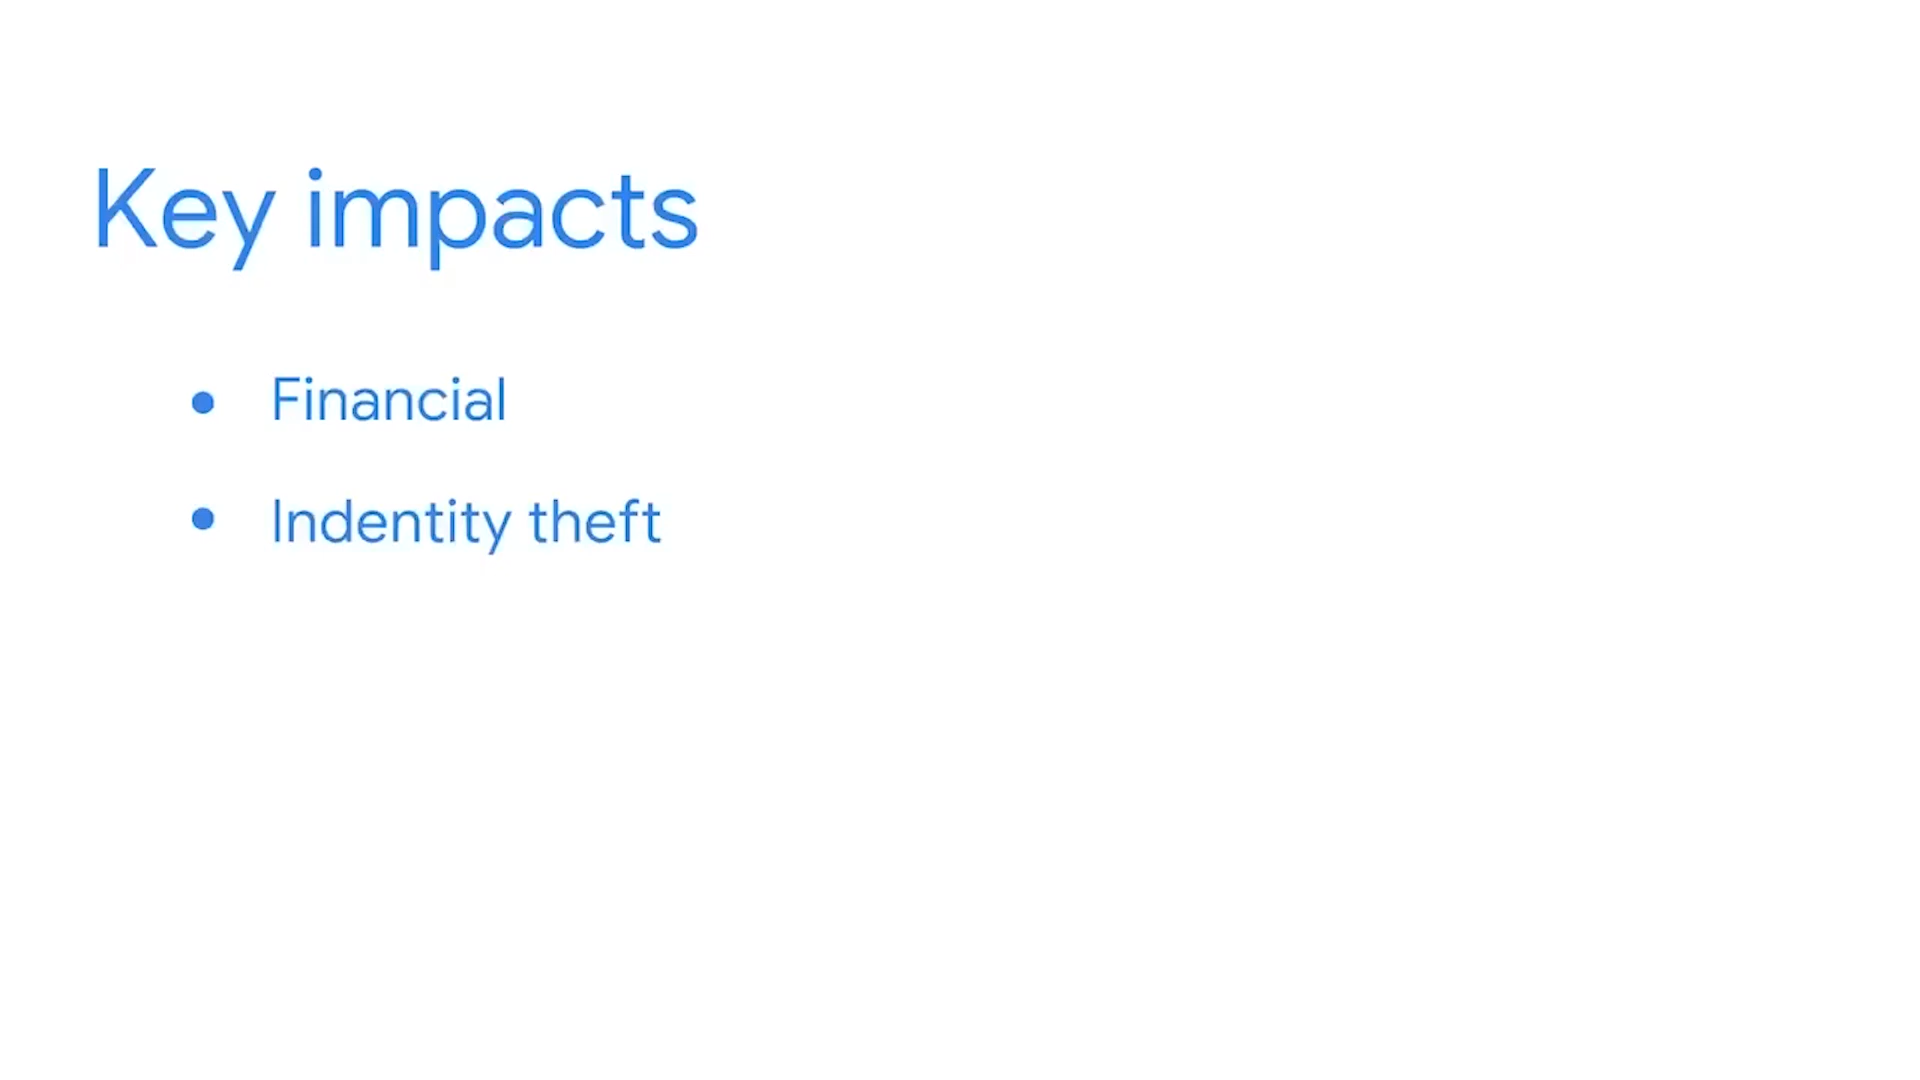 Key impacts
• Financial
• Indentity theft